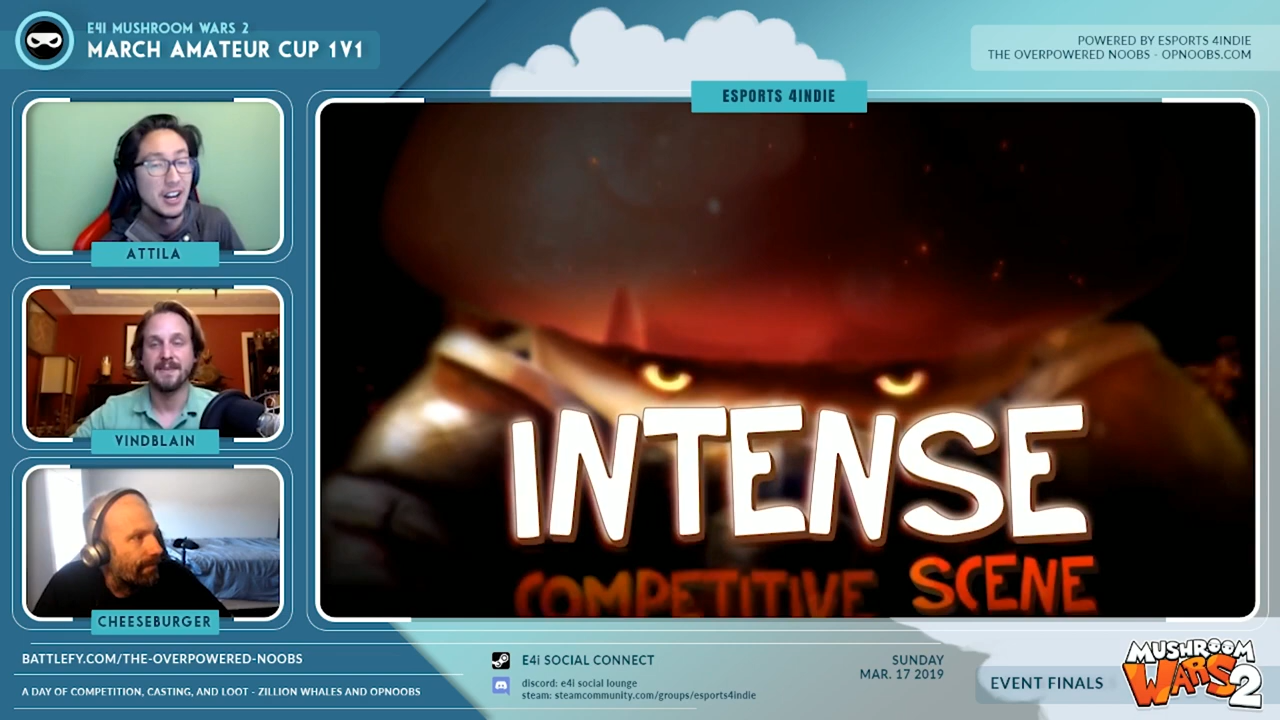 E4I MUSHROOM WARS 2
MARCH AMATEUR CUP 1V1
POWERED BY ESPORTS 4INDIE
THE OVERPOWERED NOOBS - OPNOOBS.COM
ESPORTS 4INDIE
ATTILA
VINDBLAIN
CHEESEBURGER
INTENSE
COMPETITIVE SCENE
BATTLEFY.COM/THE-OVERPOWERED-NOOBS
A DAY OF COMPETITION, CASTING, AND LOOT - ZILLION WHALES AND OPNOOBS
E4i SOCIAL CONNECT
discord: e4i social lounge
steam: steamcommunity.com/groups/esports4indie
SUNDAY
MAR. 17 2019
EVENT FINALS
MUSHROOM
WARS 2